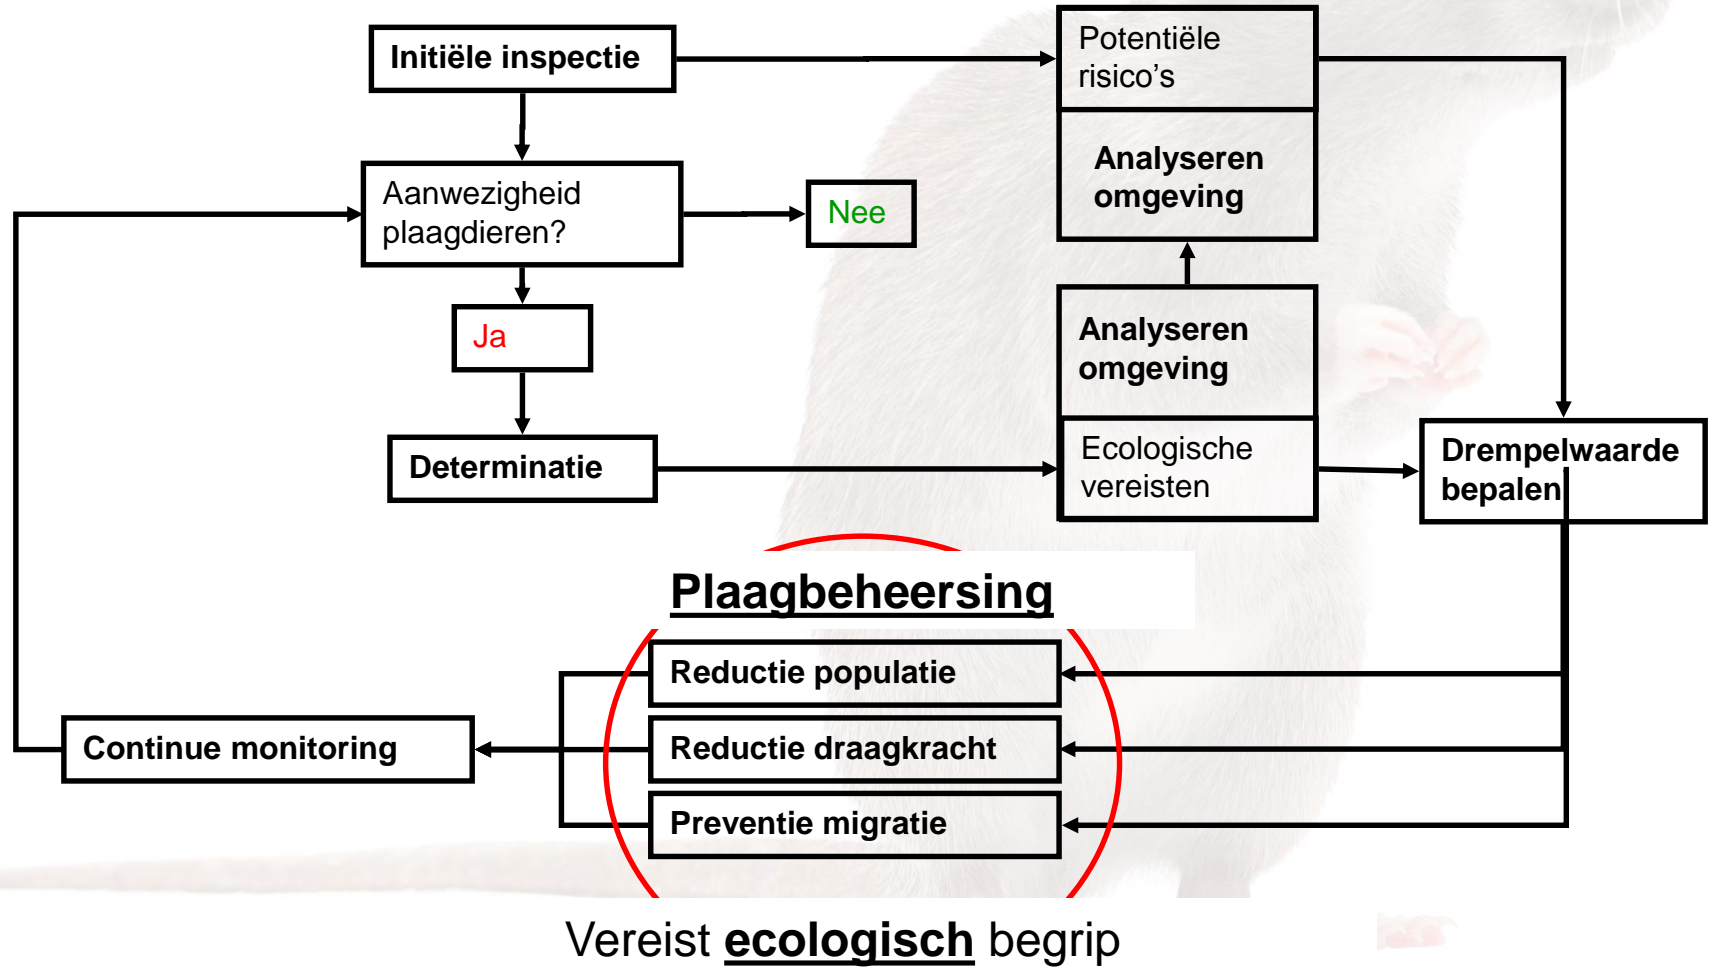 Initiële inspectie
Potentiële
risico's
Analyseren
omgeving
Aanwezigheid
plaagdieren?
Nee
Ja
Analyseren
omgeving
Determinatie
Ecologische
vereisten
Drempelwaarde
bepalen
Plaagbeheersing
Reductie populatie
Continue monitoring
Reductie draagkracht
Preventie migratie
Vereist ecologisch begrip